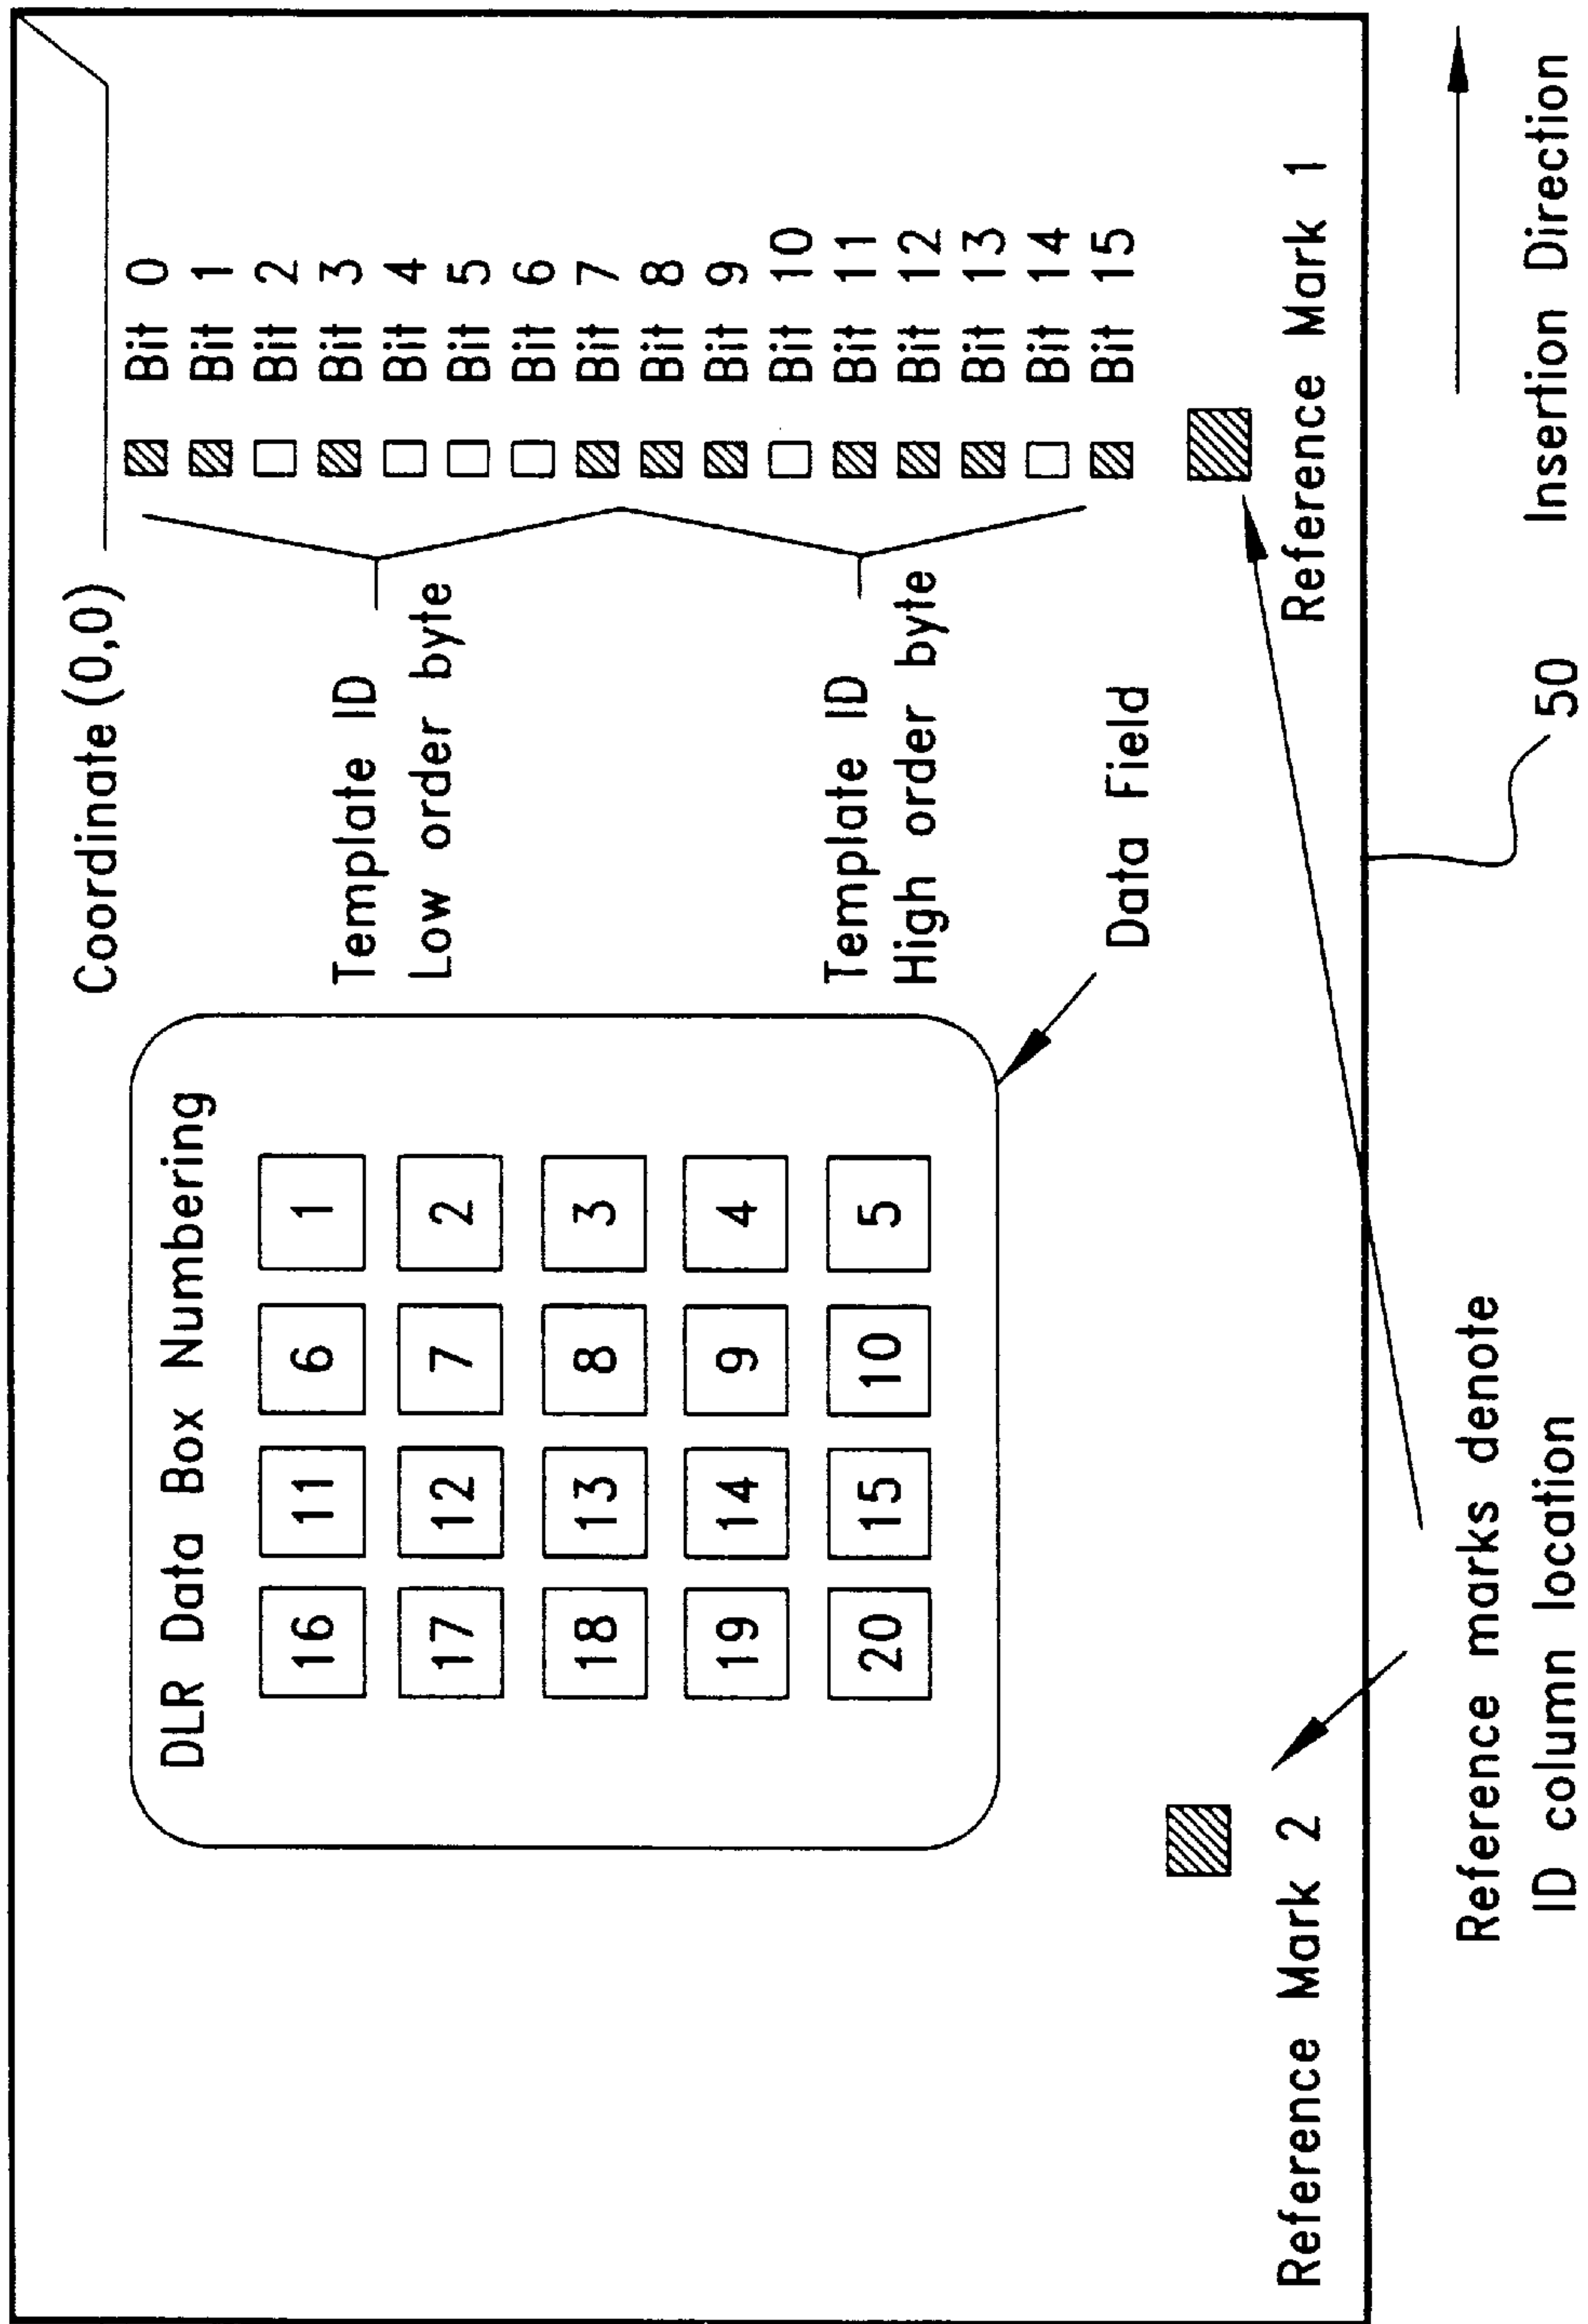 Coordinate (0,0)
DLR Data Box Numbering
16 11 6 1
17 12 7 2
18 13 8 3
19 14 9 4
20 15 10 5
Template ID
Low order byte
Template ID
High order byte
Data Field
Bit 0
Bit 1
Bit 2
Bit 3
Bit 4
Bit 5
Bit 6
Bit 7
Bit 8
Bit 9
Bit 10
Bit 11
Bit 12
Bit 13
Bit 14
Bit 15
Reference Mark 2
Reference Mark 1
Reference marks denote
ID column location
50
Insertion Direction